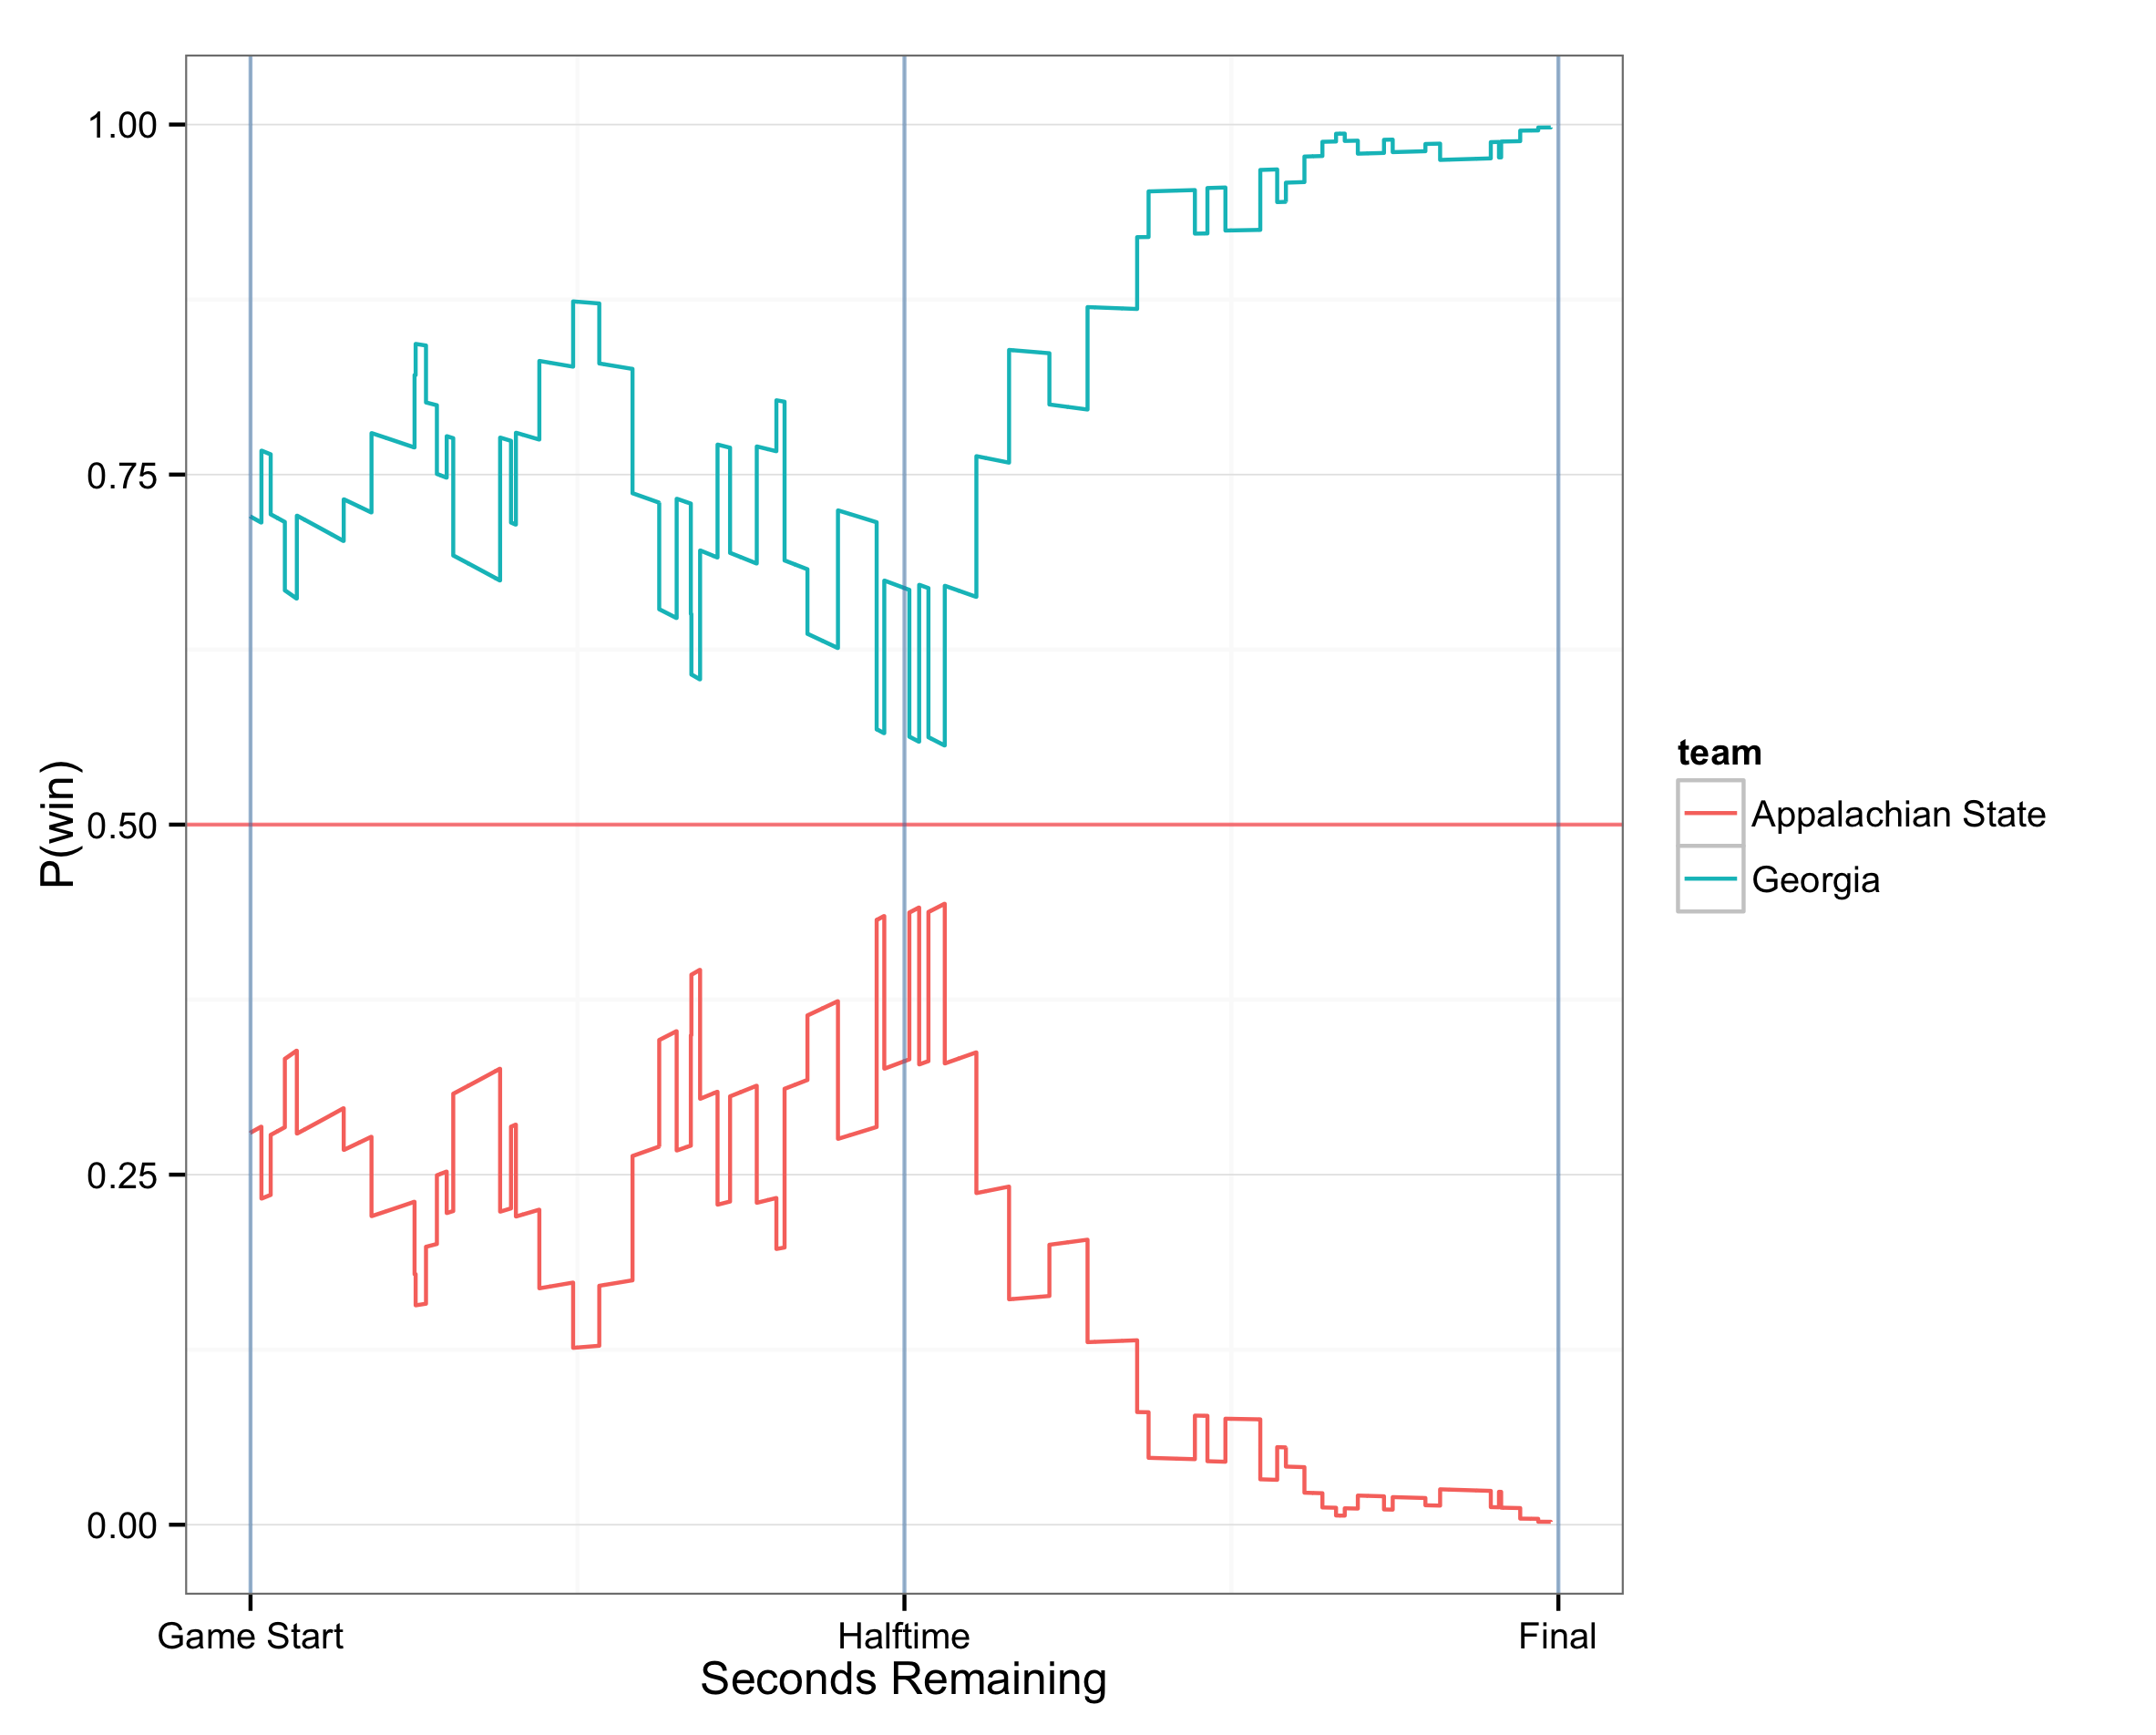 1.00
0.75
0.50
0.25
0.00
P(win)
Game Start
Halftime
Final
Seconds Remaining
team
Appalachian State
Georgia